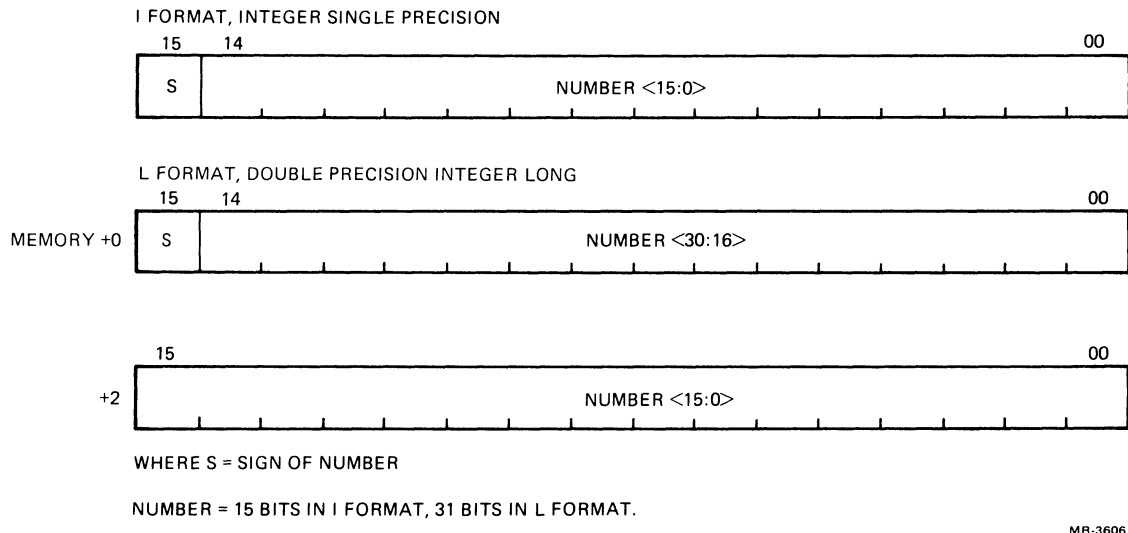 I FORMAT, INTEGER SINGLE PRECISION
15 14 00
S NUMBER <15:0>
L FORMAT, DOUBLE PRECISION INTEGER LONG
15 14 00
MEMORY +0 S NUMBER <30:16>
15 00
+2 NUMBER <15:0>
WHERE S = SIGN OF NUMBER
NUMBER = 15 BITS IN I FORMAT, 31 BITS IN L FORMAT.
MR-3606